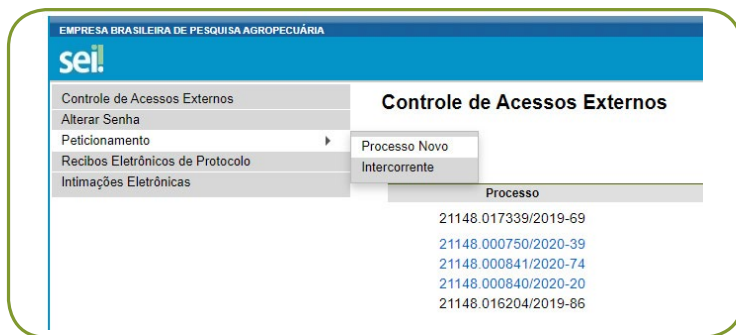 EMPRESA BRASILEIRA DE PESQUISA AGROPECUÁRIA
sei!
Controle de Acessos Externos
Alterar Senha
Peticionamento
Recibos Eletrônicos de Protocolo
Intimações Eletrônicas
Processo Novo
Intercorrente
Controle de Acessos Externos
Processo
21148.017339/2019-69
21148.000750/2020-39
21148.000841/2020-74
21148.000840/2020-20
21148.016204/2019-86